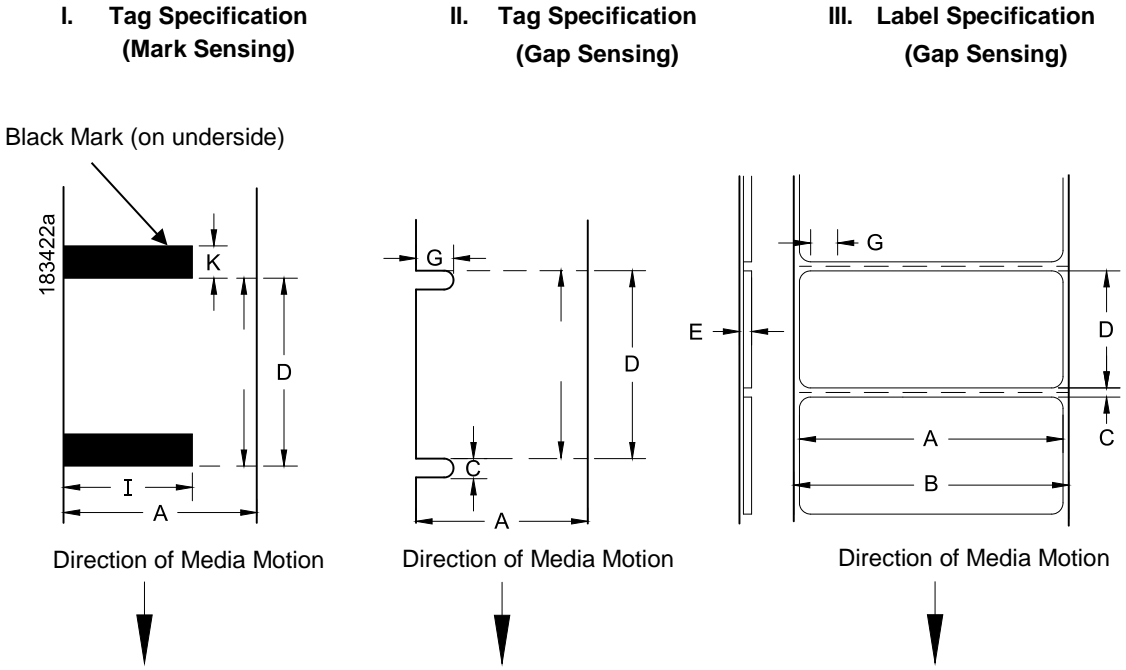 I. Tag Specification
(Mark Sensing)
II. Tag Specification
(Gap Sensing)
III. Label Specification
(Gap Sensing)
Black Mark (on underside)
183422a
K
D
I
A
Direction of Media Motion
G
D
C
A
Direction of Media Motion
G
E
D
C
A
B
Direction of Media Motion